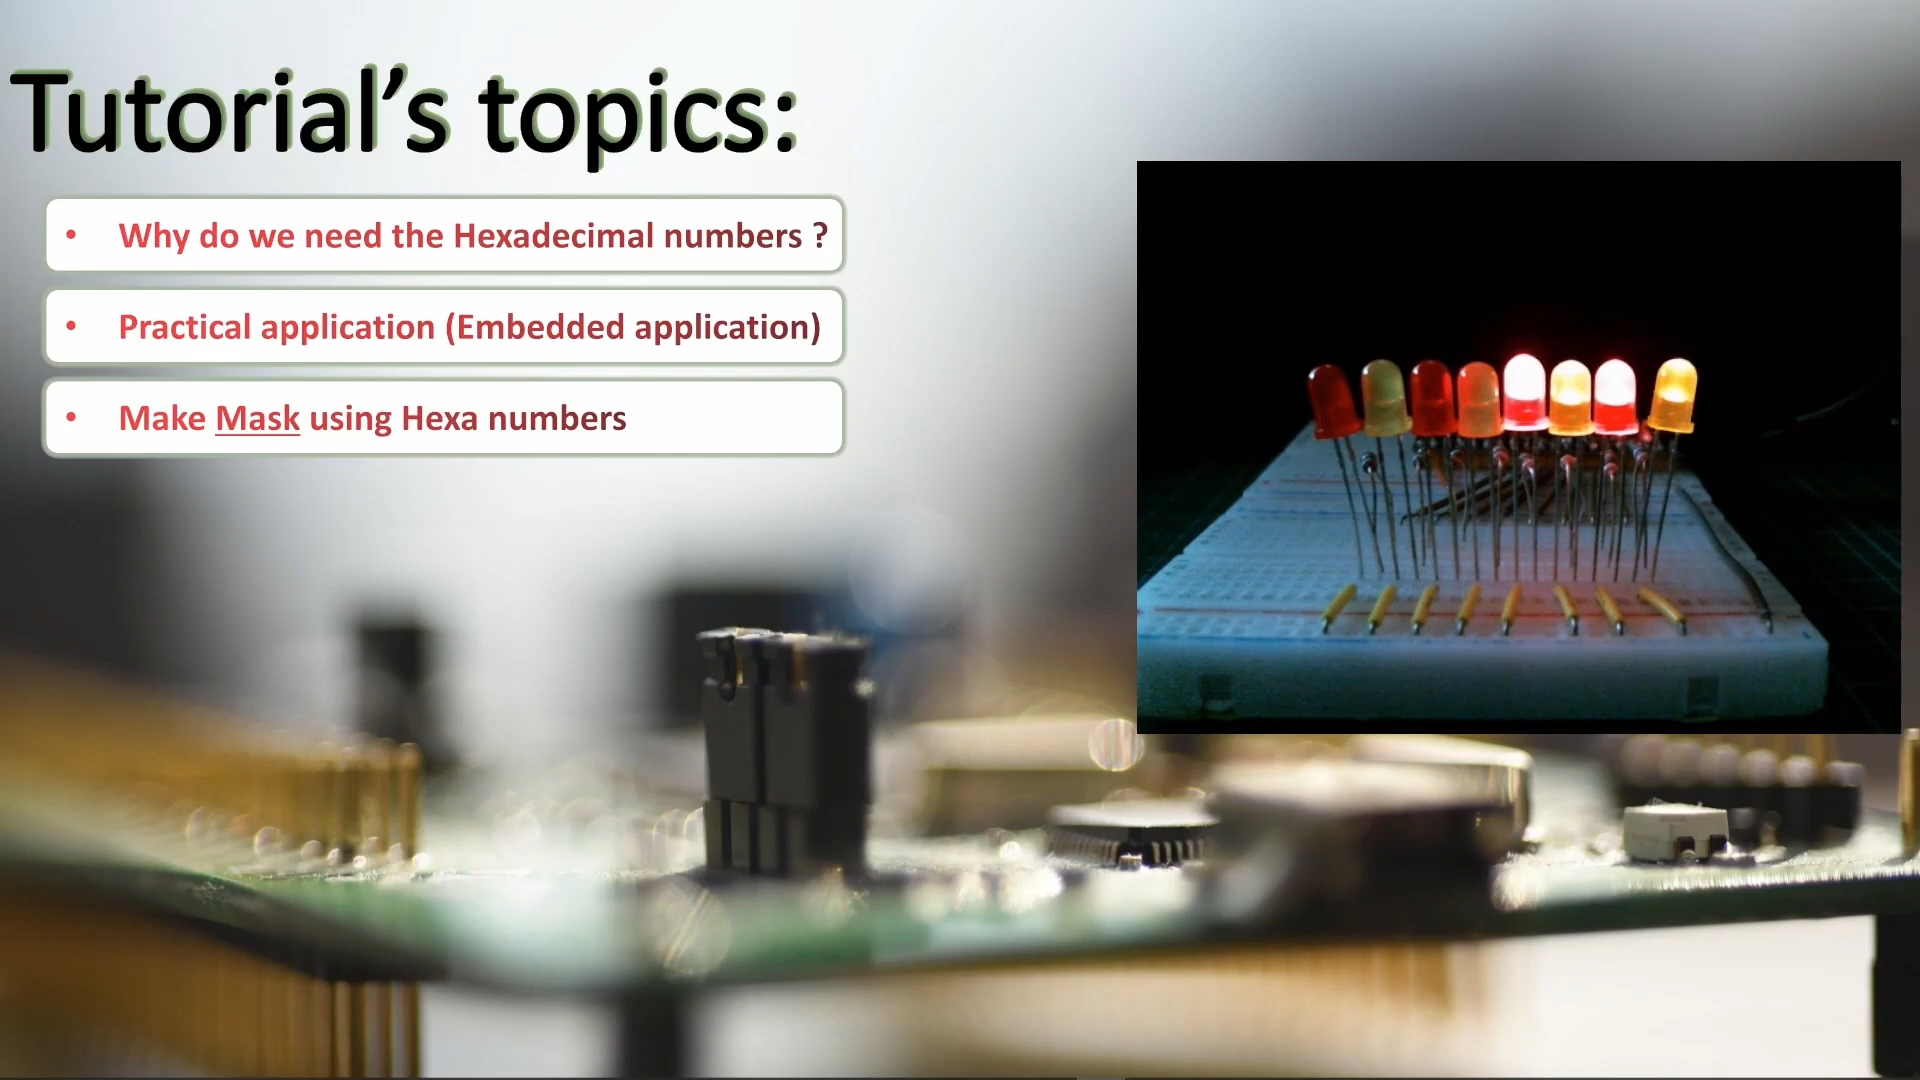 Tutorial’s topics:
• Why do we need the Hexadecimal numbers ?
• Practical application (Embedded application)
• Make Mask using Hexa numbers